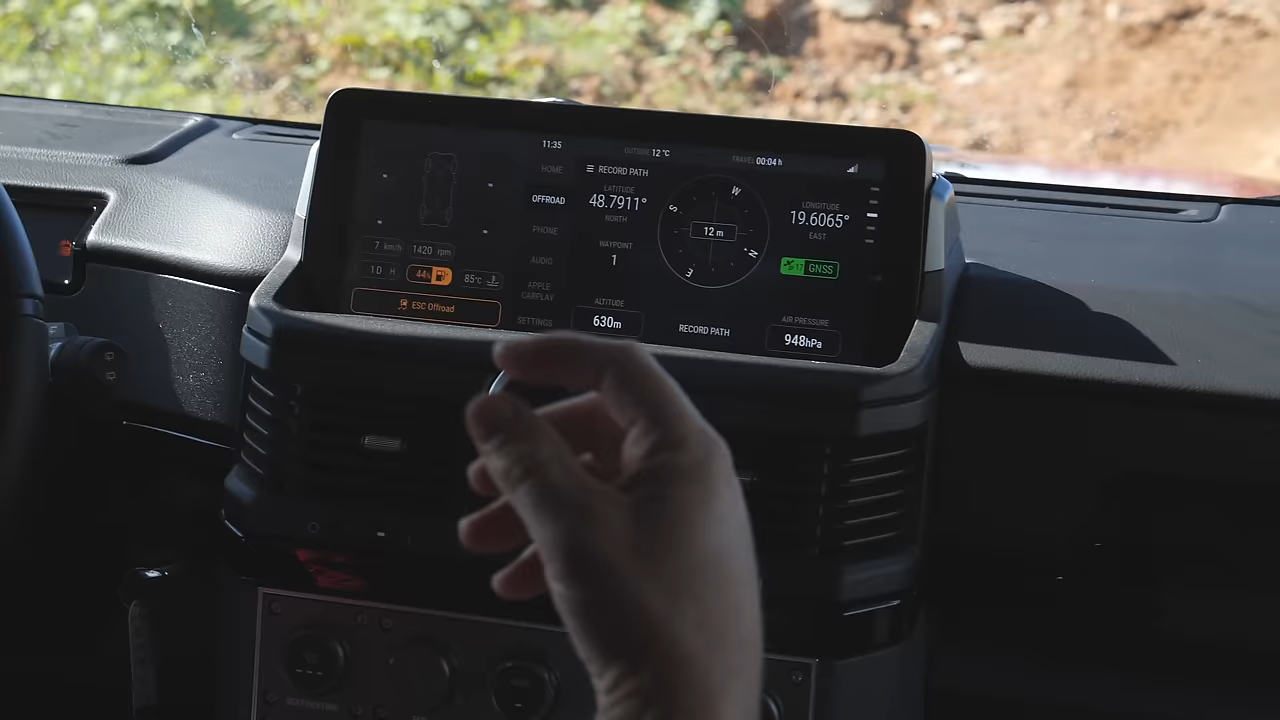 11:35
OUTSIDE 12 °C
TRAVEL 00:04 h
HOME
OFFROAD
PHONE
AUDIO
APPLE
CARPLAY
SETTINGS
7 km/h
1420 rpm
1D H
44%
85°C
ESC Offroad
RECORD PATH
LATITUDE
48.7911°
NORTH
WAYPOINT
1
ALTITUDE
630m
W
S
N
E
12 m
RECORD PATH
LONGITUDE
19.6065°
EAST
17 GNSS
AIR PRESSURE
948hPa